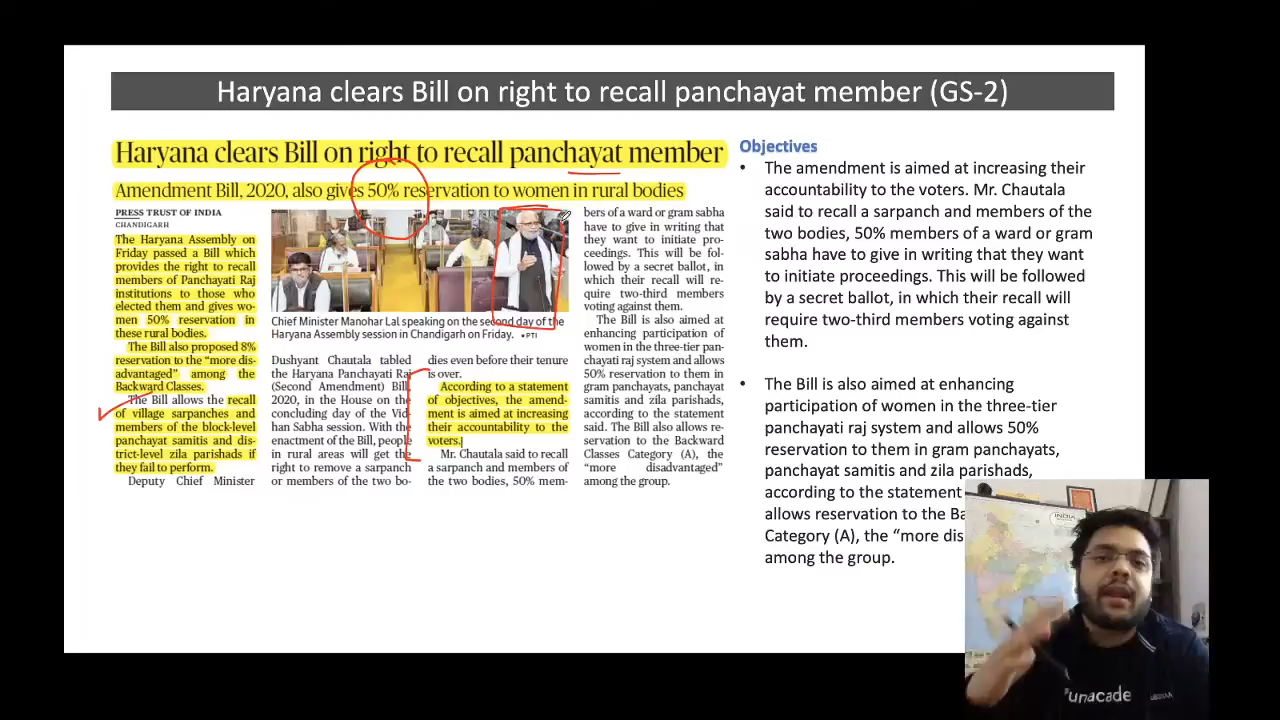 Haryana clears Bill on right to recall panchayat member (GS-2)
Haryana clears Bill on right to recall panchayat member
Amendment Bill, 2020, also gives 50% reservation to women in rural bodies
PRESS TRUST OF INDIA
CHANDIGARH
The Haryana Assembly on
Friday passed a Bill which
provides the right to recall
members of Panchayati Raj
institutions to those who
elected them and gives wo-
men 50% reservation in
these rural bodies.
The Bill also proposed 8%
reservation to the “more dis-
advantaged” among the
Backward Classes.
The Bill allows the recall
of village sarpanches and
members of the block-level
panchayat samitis and dis-
trict-level zila parishads if
they fail to perform.
Deputy Chief Minister
Chief Minister Manohar Lal speaking on the second day of the
Haryana Assembly session in Chandigarh on Friday. • PTI
Dushyant Chautala tabled
the Haryana Panchayati Raj
(Second Amendment) Bill,
2020, in the House on the
concluding day of the Vid-
han Sabha session. With the
enactment of the Bill, people
in rural areas will get the
right to remove a sarpanch
or members of the two bo-
dies even before their tenure
is over.
According to a statement
of objectives, the amend-
ment is aimed at increasing
their accountability to the
voters.
Mr. Chautala said to recall
a sarpanch and members of
the two bodies, 50% mem-
bers of a ward or gram sabha
have to give in writing that
they want to initiate pro-
ceedings. This will be fol-
lowed by a secret ballot, in
which their recall will re-
quire two-third members
voting against them.
The Bill is also aimed at
enhancing participation of
women in the three-tier pan-
chayati raj system and allows
50% reservation to them in
gram panchayats, panchayat
samitis and zila parishads,
according to the statement
said. The Bill also allows re-
servation to the Backward
Classes Category (A), the
“more disadvantaged”
among the group.
Objectives
• The amendment is aimed at increasing their
accountability to the voters. Mr. Chautala
said to recall a sarpanch and members of the
two bodies, 50% members of a ward or gram
sabha have to give in writing that they want
to initiate proceedings. This will be followed
by a secret ballot, in which their recall will
require two-third members voting against
them.
• The Bill is also aimed at enhancing
participation of women in the three-tier
panchayati raj system and allows 50%
reservation to them in gram panchayats,
panchayat samitis and zila parishads,
according to the statement
allows reservation to the
Category (A), the “more
among the group.
INDIA
unacade